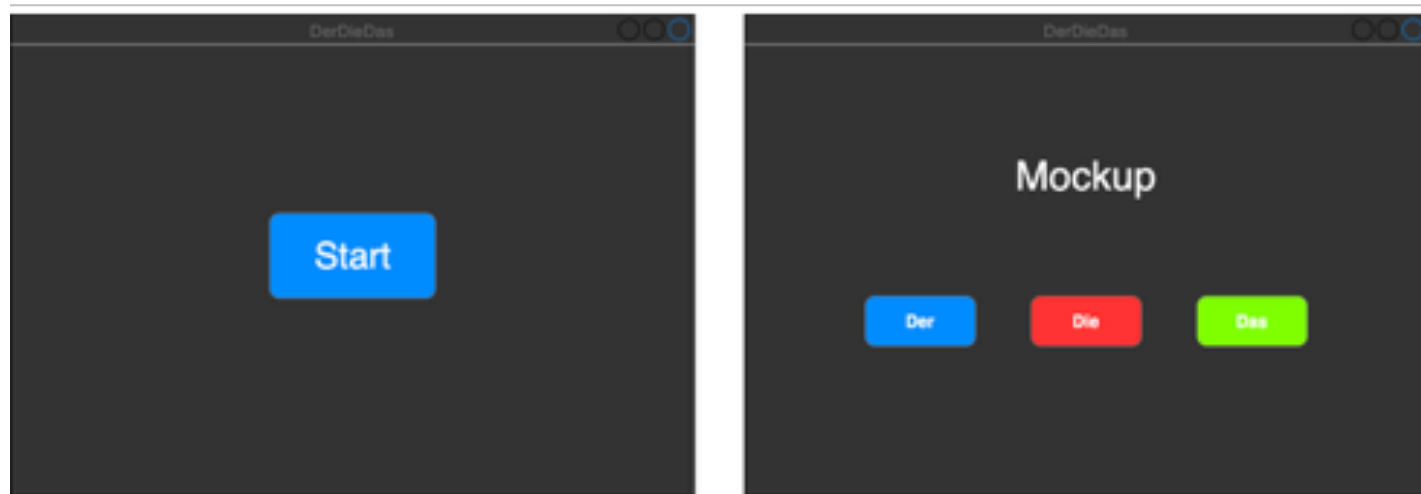 DerDieDas
Start
DerDieDas
Mockup
Der Die Das